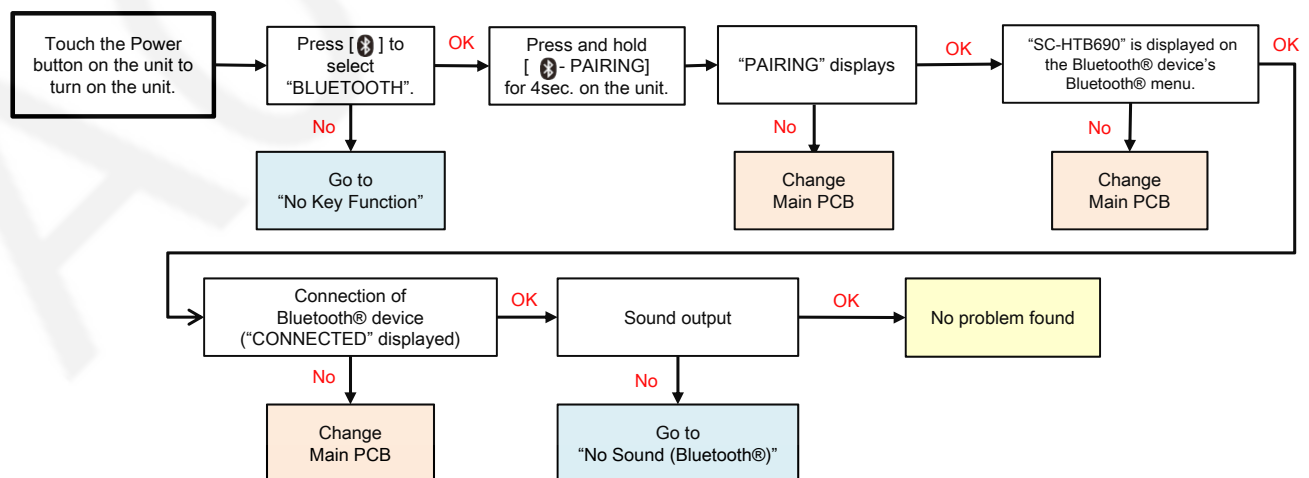 Touch the Power
button on the unit to
turn on the unit.
Press [ ] to
select
“BLUETOOTH”.
OK
No
Go to
“No Key Function”
Press and hold
[ - PAIRING]
for 4sec. on the unit.
“PAIRING” displays
OK
No
Change
Main PCB
“SC-HTB690” is displayed on
the Bluetooth® device’s
Bluetooth® menu.
OK
No
Change
Main PCB
Connection of
Bluetooth® device
(“CONNECTED” displayed)
OK
No
Change
Main PCB
Sound output
OK
No
Go to
“No Sound (Bluetooth®)”
No problem found